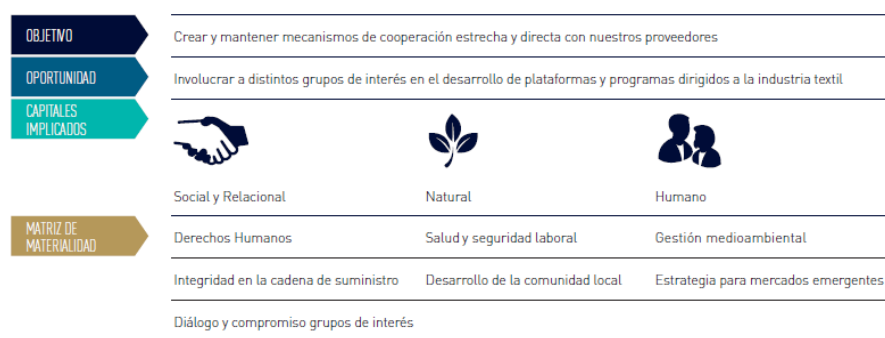 OBJETIVO
Crear y mantener mecanismos de cooperación estrecha y directa con nuestros proveedores
OPORTUNIDAD
Involucrar a distintos grupos de interés en el desarrollo de plataformas y programas dirigidos a la industria textil
CAPITALES
IMPLICADOS
Social y Relacional Natural Humano
MATRIZ DE
MATERIALIDAD
Derechos Humanos Salud y seguridad laboral Gestión medioambiental
Integridad en la cadena de suministro Desarrollo de la comunidad local Estrategia para mercados emergentes
Diálogo y compromiso grupos de interés